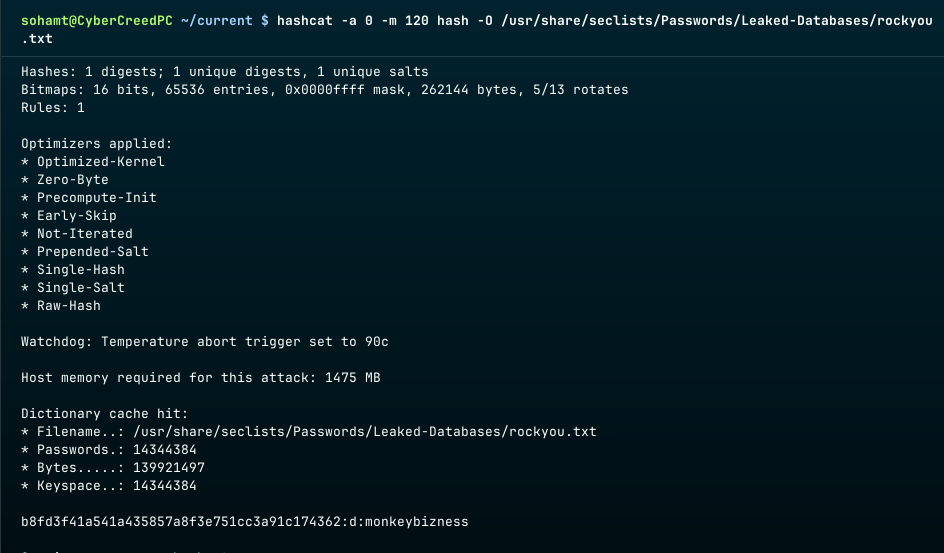 sohamt@CyberCreedPC ~/current $ hashcat -a 0 -m 120 hash -O /usr/share/seclists/Passwords/Leaked-Databases/rockyou
.txt
Hashes: 1 digests; 1 unique digests, 1 unique salts
Bitmaps: 16 bits, 65536 entries, 0x0000ffff mask, 262144 bytes, 5/13 rotates
Rules: 1
Optimizers applied:
* Optimized-Kernel
* Zero-Byte
* Precompute-Init
* Early-Skip
* Not-Iterated
* Prepended-Salt
* Single-Hash
* Single-Salt
* Raw-Hash
Watchdog: Temperature abort trigger set to 90c
Host memory required for this attack: 1475 MB
Dictionary cache hit:
* Filename..: /usr/share/seclists/Passwords/Leaked-Databases/rockyou.txt
* Passwords.: 14344384
* Bytes.....: 139921497
* Keyspace..: 14344384
b8fd3f41a541a435857a8f3e751cc3a91c174362:d:monkeybizness